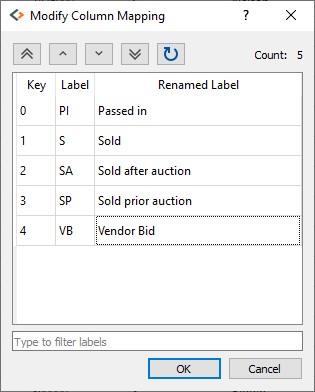 Modify Column Mapping ? ×
Count: 5
Key Label Renamed Label
0 PI Passed in
1 S Sold
2 SA Sold after auction
3 SP Sold prior auction
4 VB Vendor Bid
Type to filter labels
OK Cancel